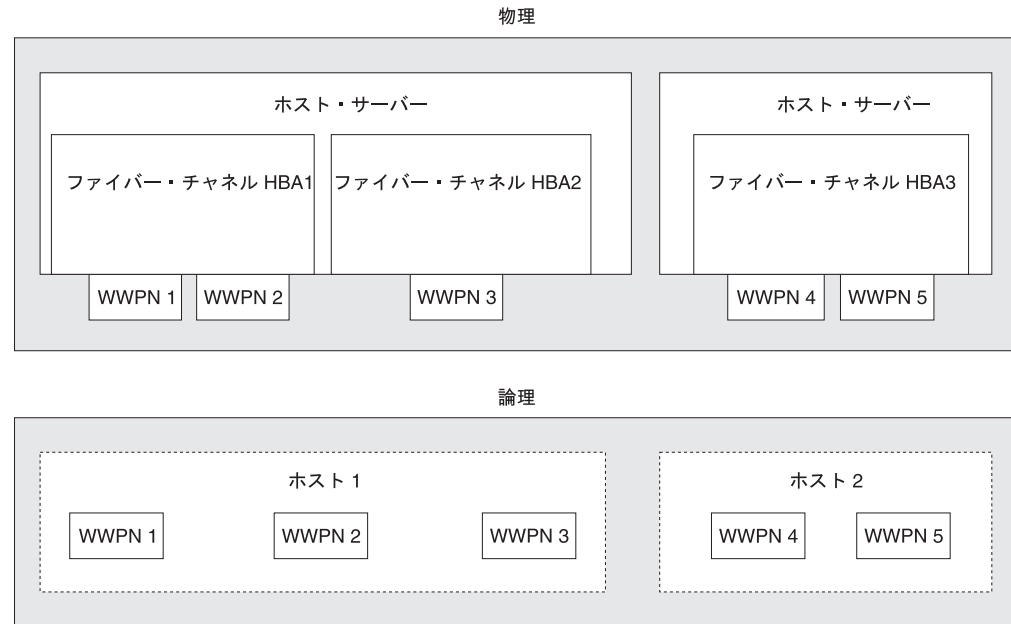 物理
ホスト・サーバー
ホスト・サーバー
ファイバー・チャネル HBA1
ファイバー・チャネル HBA2
ファイバー・チャネル HBA3
WWPN 1
WWPN 2
WWPN 3
WWPN 4
WWPN 5
論理
ホスト 1
ホスト 2
WWPN 1
WWPN 2
WWPN 3
WWPN 4
WWPN 5